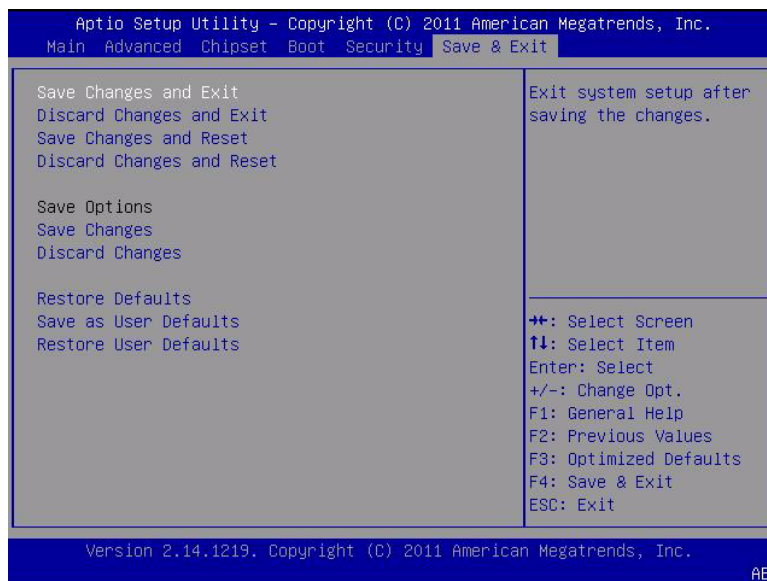 Aptio Setup Utility – Copyright (C) 2011 American Megatrends, Inc.
Main Advanced Chipset Boot Security Save & Exit
Save Changes and Exit
Discard Changes and Exit
Save Changes and Reset
Discard Changes and Reset
Save Options
Save Changes
Discard Changes
Restore Defaults
Save as User Defaults
Restore User Defaults
Exit system setup after
saving the changes.
→←: Select Screen
↑↓: Select Item
Enter: Select
+/-: Change Opt.
F1: General Help
F2: Previous Values
F3: Optimized Defaults
F4: Save & Exit
ESC: Exit
Version 2.14.1219. Copyright (C) 2011 American Megatrends, Inc.